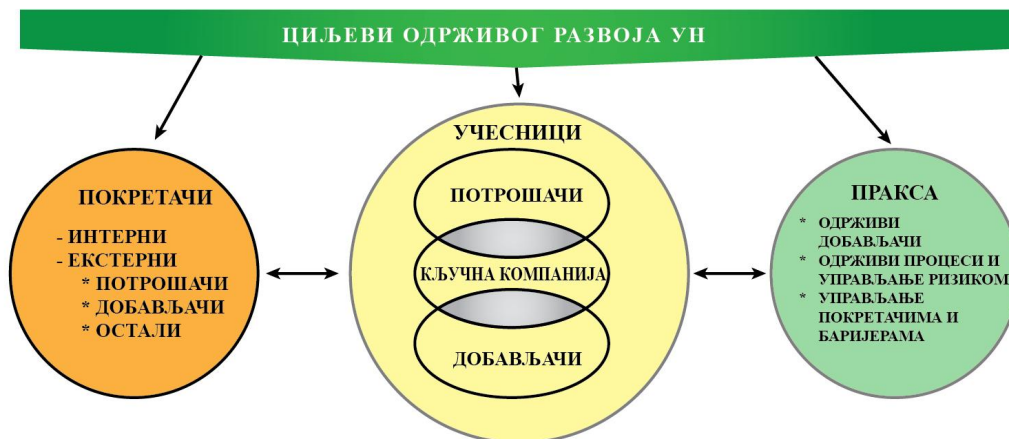 ЦИЉЕВИ ОДРЖИВОГ РАЗВОЈА УН
ПОКРЕТАЧИ
- ИНТЕРНИ
- ЕКСТЕРНИ
* ПОТРОШАЧИ
* ДОБАВЉАЧИ
* ОСТАЛИ
УЧЕСНИЦИ
ПОТРОШАЧИ
КЉУЧНА КОМПАНИЈА
ДОБАВЉАЧИ
ПРАКСА
* ОДРЖИВИ
ДОБАВЉАЧИ
* ОДРЖИВИ ПРОЦЕСИ И
УПРАВЉАЊЕ РИЗИКОМ
* УПРАВЉАЊЕ
ПОКРЕТАЧИМА И
БАРИЈЕРАМА